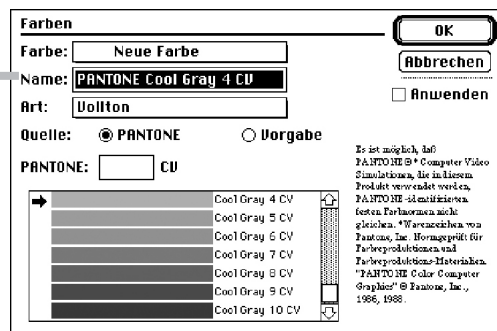 Farben
OK
Farbe: Neue Farbe
Abbrechen
Name: PANTONE Cool Gray 4 CV
Anwenden
Art: Vollton
Quelle: PANTONE Vorgabe
PANTONE: CV
Cool Gray 4 CV
Cool Gray 5 CV
Cool Gray 6 CV
Cool Gray 7 CV
Cool Gray 8 CV
Cool Gray 9 CV
Cool Gray 10 CV
Es ist möglich, daß
PANTONE®* Computer Video
Simulationen, die in diesem
Produkt verwendet werden,
PANTONE-identifizierten
festen Farbnormen nicht
gleichen. *Warenzeichen von
Pantone, Inc. Normgeprüft für
Farbreproduktionen und
Farbreproduktions-Materialien.
"PANTONE Color Computer
Graphics" © Pantone, Inc.,
1986, 1988.